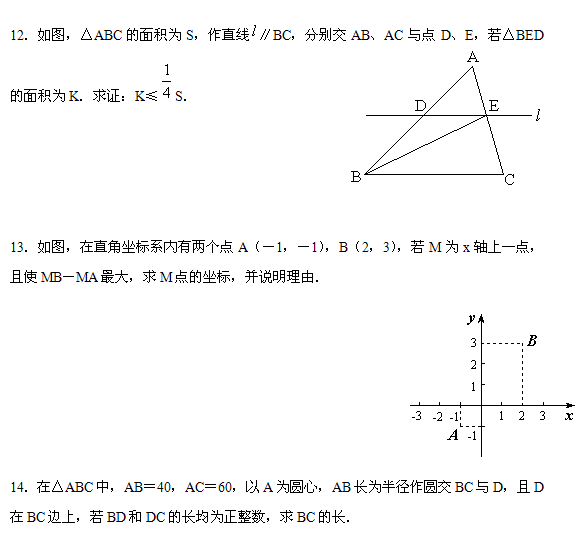 12. 如图，△ABC 的面积为 S，作直线 l∥BC，分别交 AB、AC 与点 D、E，若△BED
的面积为 K．求证：K≤ 1/4 S．
A
D
E
l
B
C
13. 如图，在直角坐标系内有两个点 A（－1，－1），B（2，3），若 M 为 x 轴上一点，
且使 MB－MA 最大，求 M 点的坐标，并说明理由．
y
3
B
2
1
-3 -2 -1 1 2 3 x
A -1
14. 在△ABC 中，AB＝40，AC＝60，以 A 为圆心，AB 长为半径作圆交 BC 与 D，且 D
在 BC 边上，若 BD 和 DC 的长均为正整数，求 BC 的长．